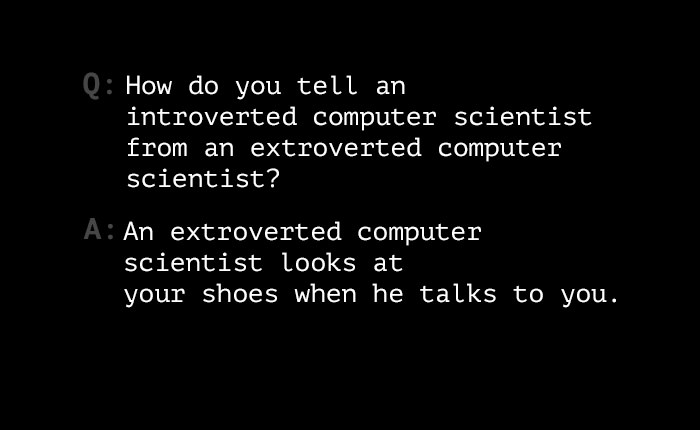 Q: How do you tell an
introverted computer scientist
from an extroverted computer
scientist?
A: An extroverted computer
scientist looks at
your shoes when he talks to you.